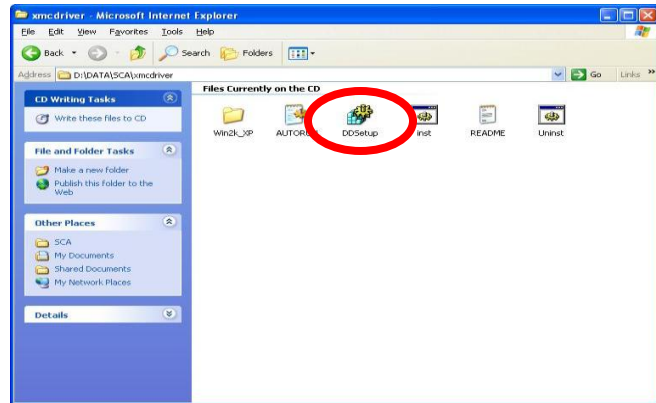 xmcdriver - Microsoft Internet Explorer
File Edit View Favorites Tools Help
Back Search Folders
Address D:\DATA\SCA\xmcdriver Go Links »
Files Currently on the CD
CD Writing Tasks
Write these files to CD
Win2k_XP DDSetup inst README Uninst
File and Folder Tasks
Make a new folder
Publish this folder to the
Web
Other Places
SCA
My Documents
Shared Documents
My Network Places
Details